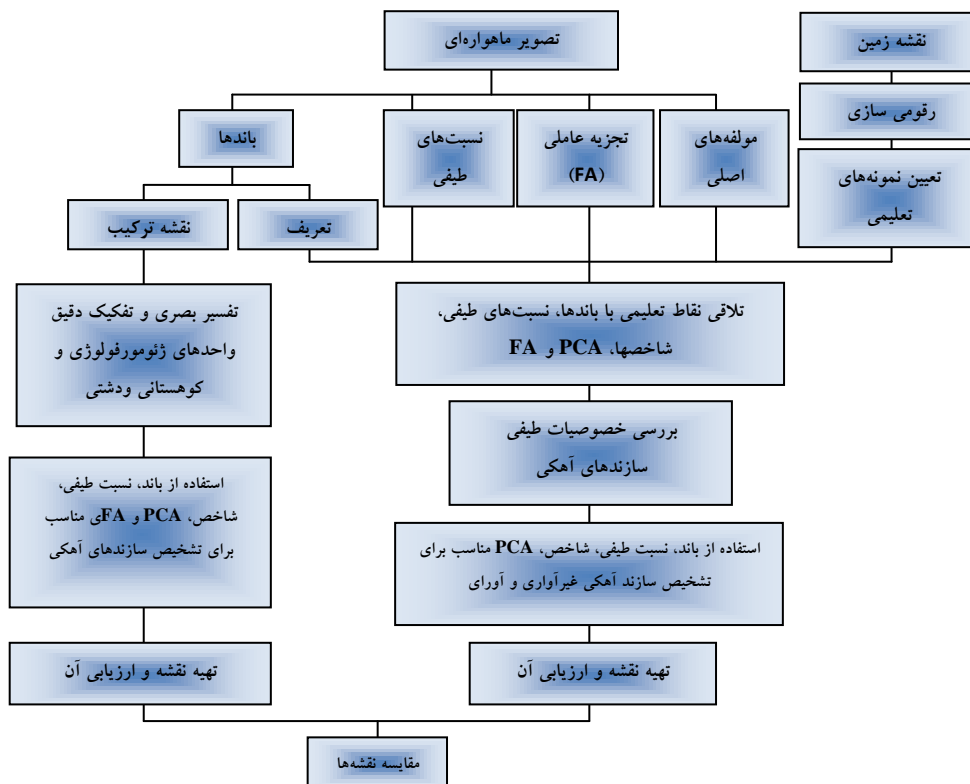 تصویر ماهواره‌ای
نقشه زمین
رقومی سازی
باندها
نسبت‌های
طیفی
تجزیه عاملی
(FA)
مولفه‌های
اصلی
تعیین نمونه‌های
تعلیمی
نقشه ترکیب
تعریف
تفسیر بصری و تفکیک دقیق
واحدهای ژئومورفولوژی و
کوهستانی ودشتی
تلاقی نقاط تعلیمی با باندها، نسبت‌های طیفی،
شاخصها، PCA و FA
بررسی خصوصیات طیفی
سازندهای آهکی
استفاده از باند، نسبت طیفی،
شاخص، PCA و FAی مناسب
برای تشخیص سازندهای آهکی
استفاده از باند، نسبت طیفی، شاخص، PCA مناسب برای
تشخیص سازند آهکی غیرآواری و آورای
تهیه نقشه و ارزیابی آن
تهیه نقشه و ارزیابی آن
مقایسه نقشه‌ها